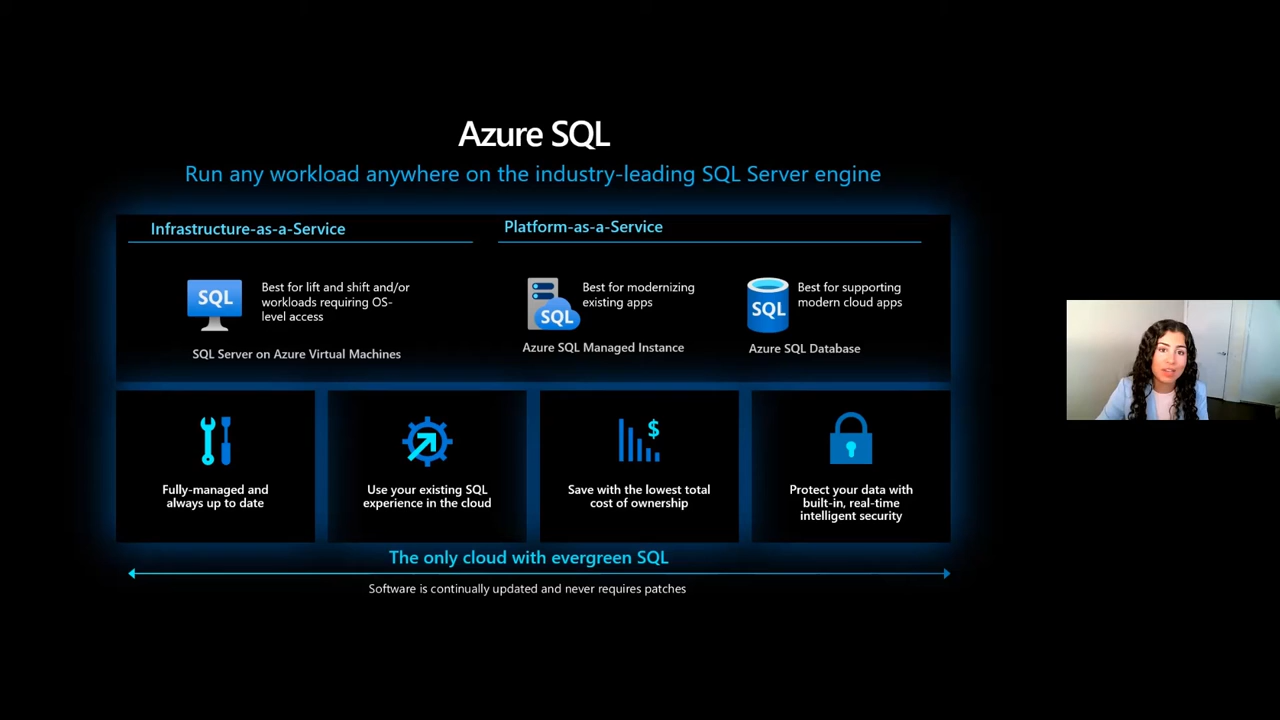 Azure SQL
Run any workload anywhere on the industry-leading SQL Server engine
Infrastructure-as-a-Service
SQL
Best for lift and shift and/or
workloads requiring OS-
level access
SQL Server on Azure Virtual Machines
Platform-as-a-Service
SQL
Best for modernizing
existing apps
Azure SQL Managed Instance
SQL
Best for supporting
modern cloud apps
Azure SQL Database
Fully-managed and
always up to date
Use your existing SQL
experience in the cloud
$
Save with the lowest total
cost of ownership
Protect your data with
built-in, real-time
intelligent security
The only cloud with evergreen SQL
Software is continually updated and never requires patches